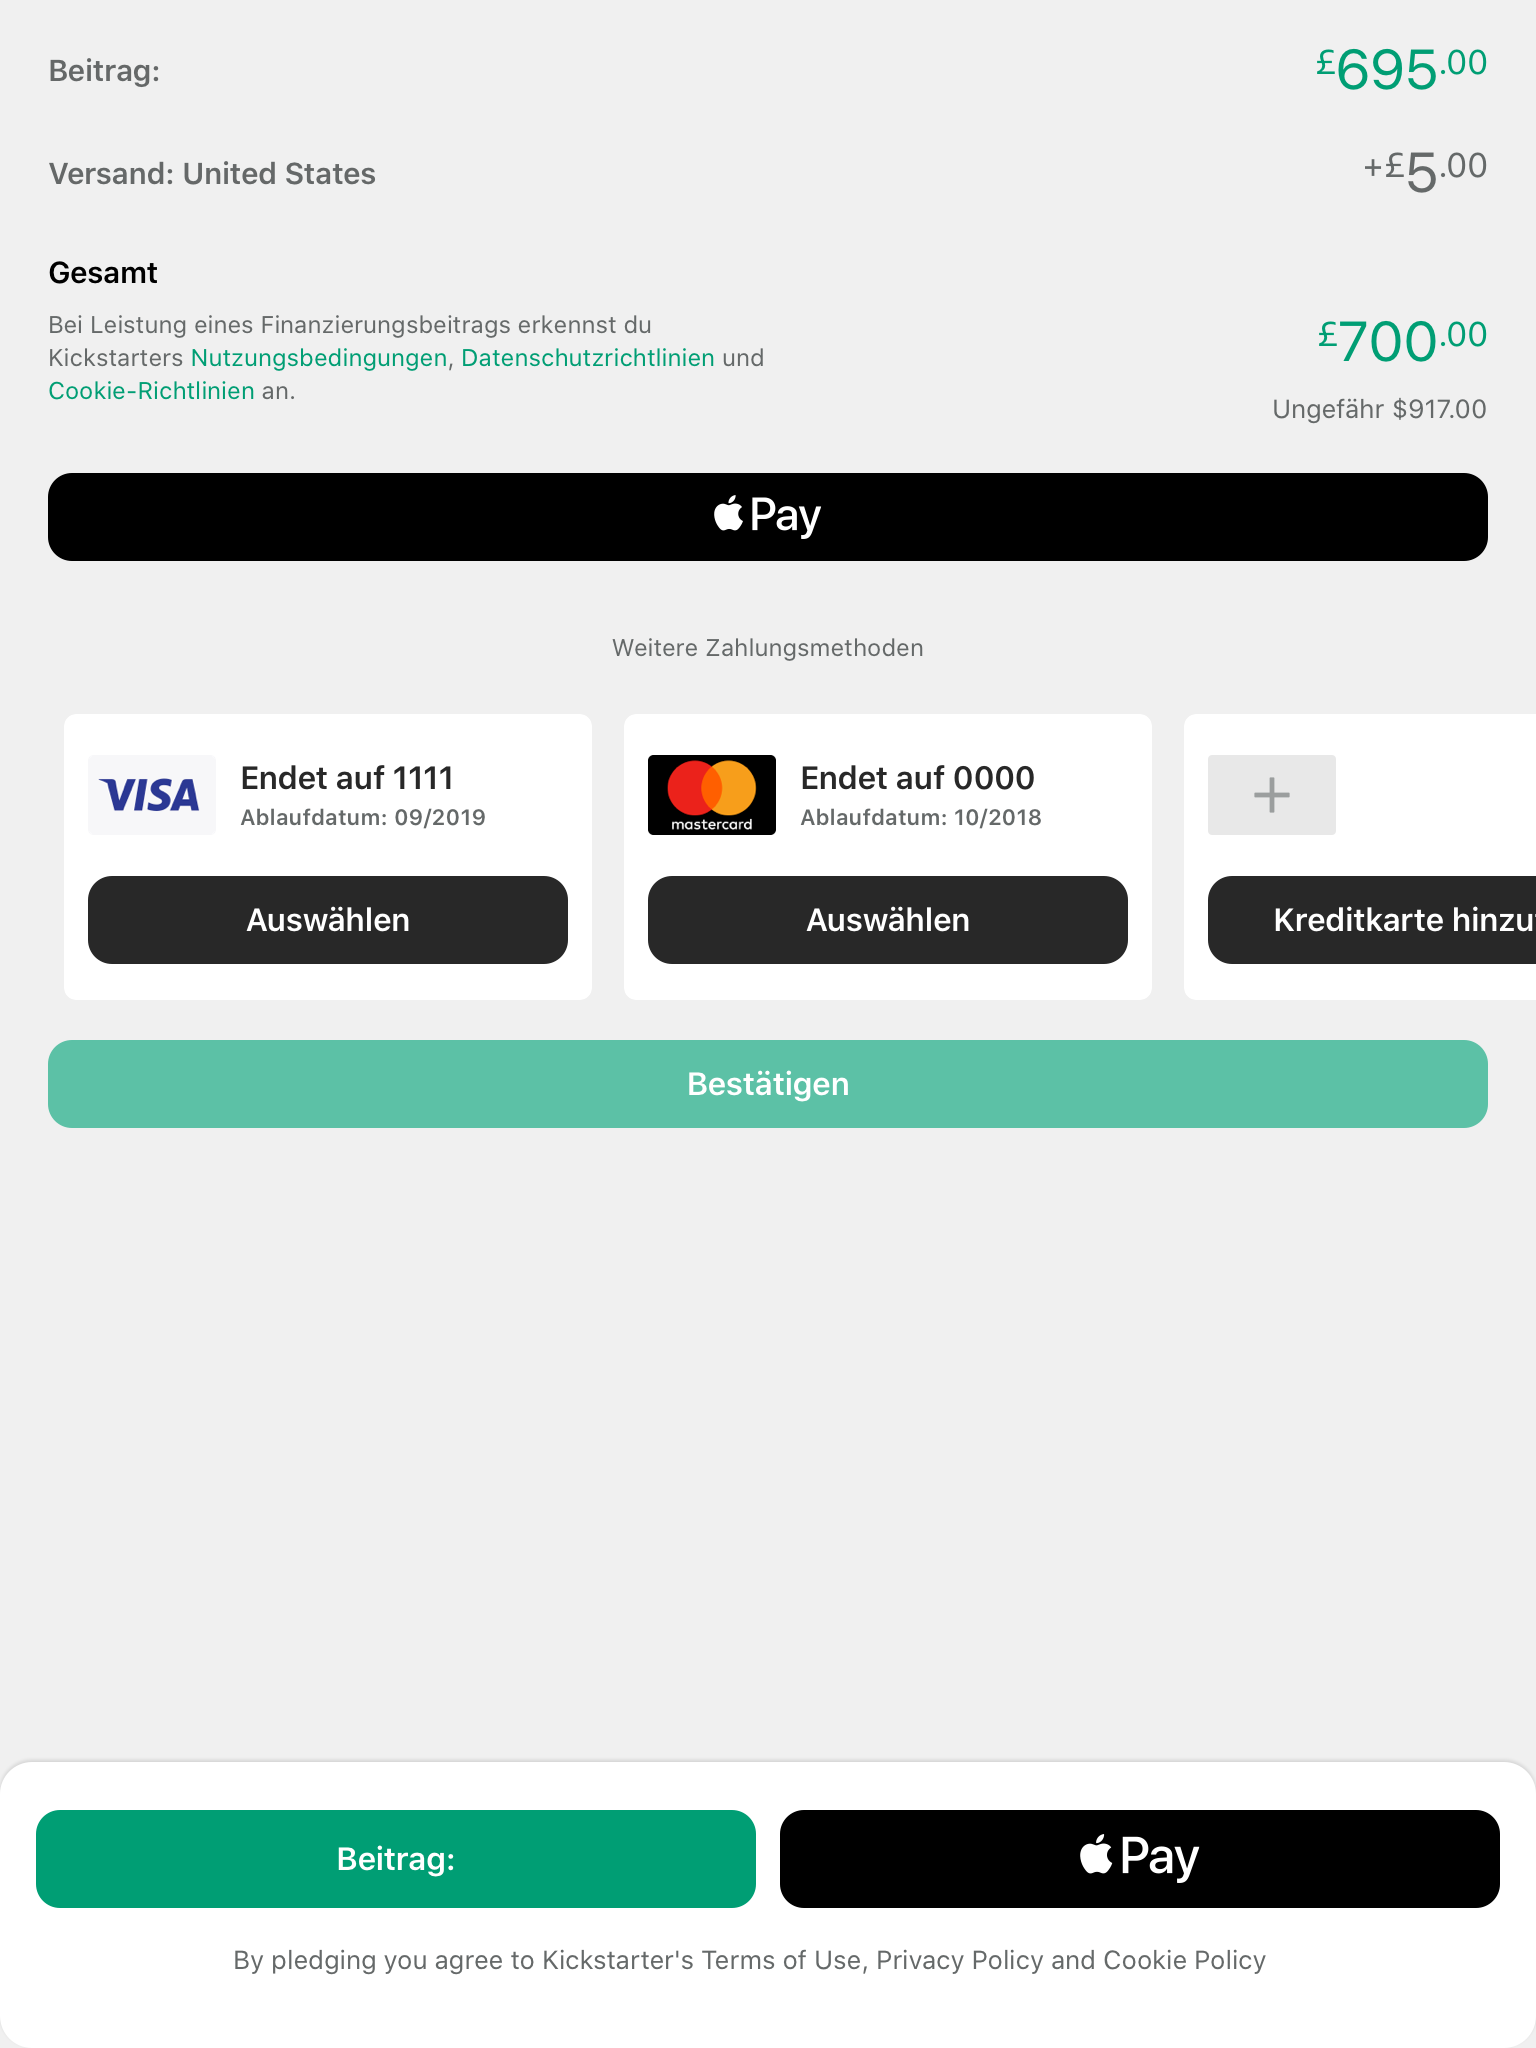 Beitrag:
£695.00
Versand: United States
+£5.00
Gesamt
Bei Leistung eines Finanzierungsbeitrags erkennst du
Kickstarters Nutzungsbedingungen, Datenschutzrichtlinien und
Cookie-Richtlinien an.
£700.00
Ungefähr $917.00
Pay
Weitere Zahlungsmethoden
VISA
Endet auf 1111
Ablaufdatum: 09/2019
Auswählen
mastercard
Endet auf 0000
Ablaufdatum: 10/2018
Auswählen
Kreditkarte
Bestätigen
Beitrag:
Pay
By pledging you agree to Kickstarter's Terms of Use, Privacy Policy and Cookie Policy